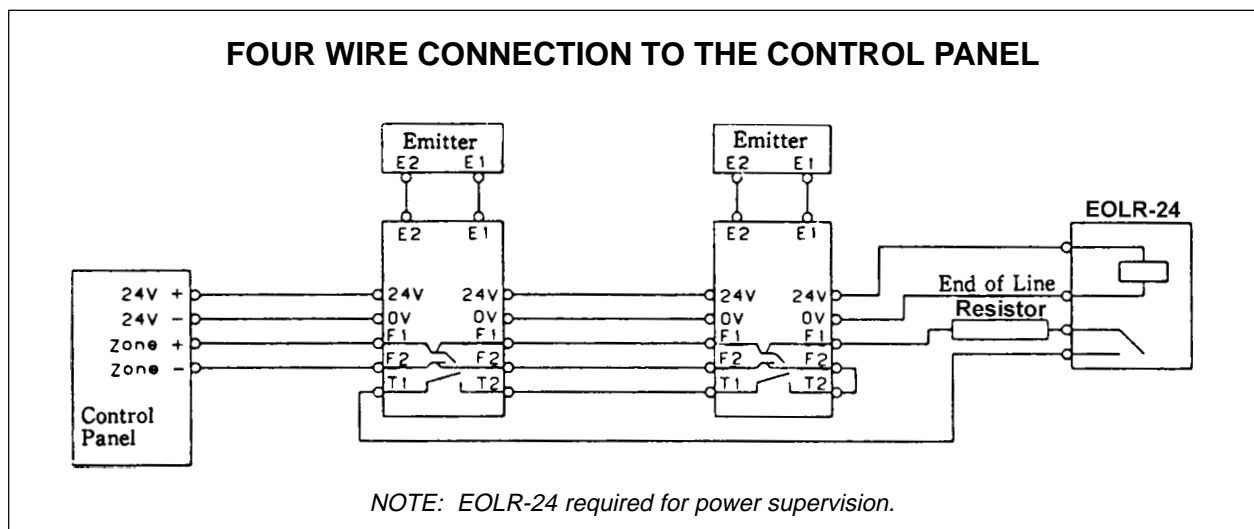 FOUR WIRE CONNECTION TO THE CONTROL PANEL
Emitter
E2 E1
Emitter
E2 E1
E2 E1
E2 E1
EOLR-24
24V +
24V -
Zone +
Zone -
Control
Panel
24V 24V
0V 0V
F1 F1
F2 F2
T1 T2
24V 24V
0V 0V
F1 F1
F2 F2
T1 T2
End of Line
Resistor
NOTE: EOLR-24 required for power supervision.